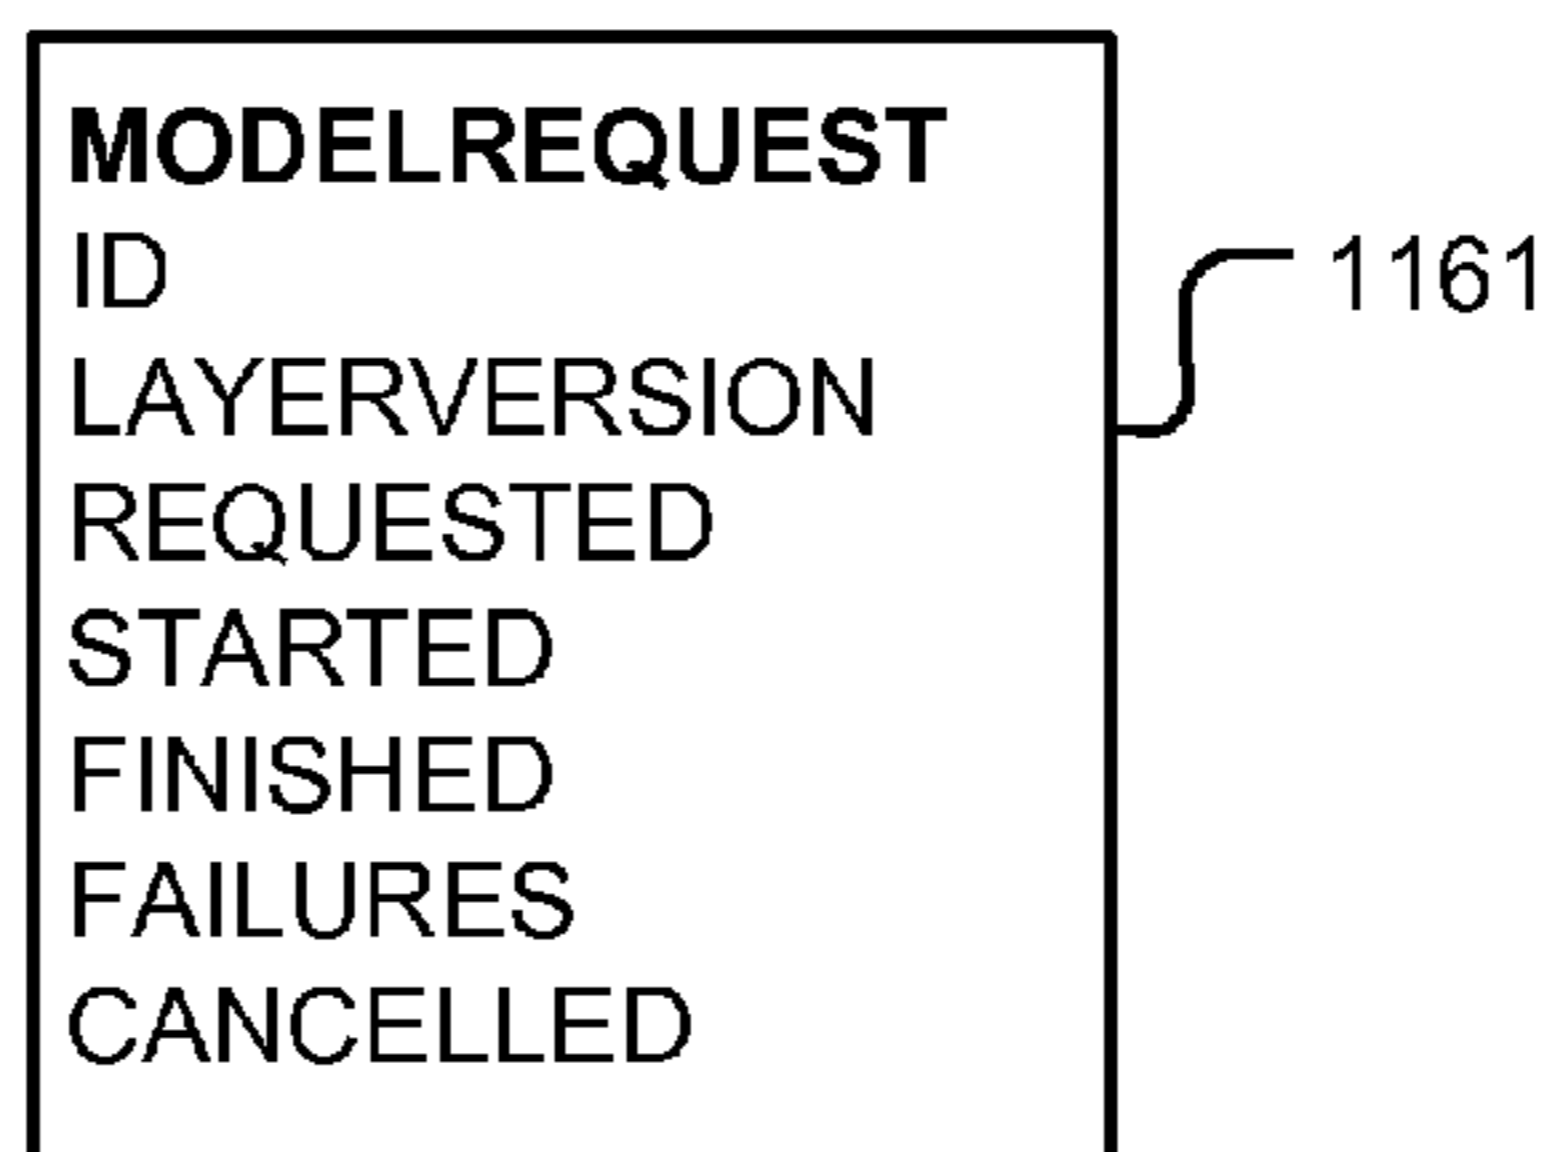 MODELREQUEST
ID
1161
LAYERVERSION
REQUESTED
STARTED
FINISHED
FAILURES
CANCELLED